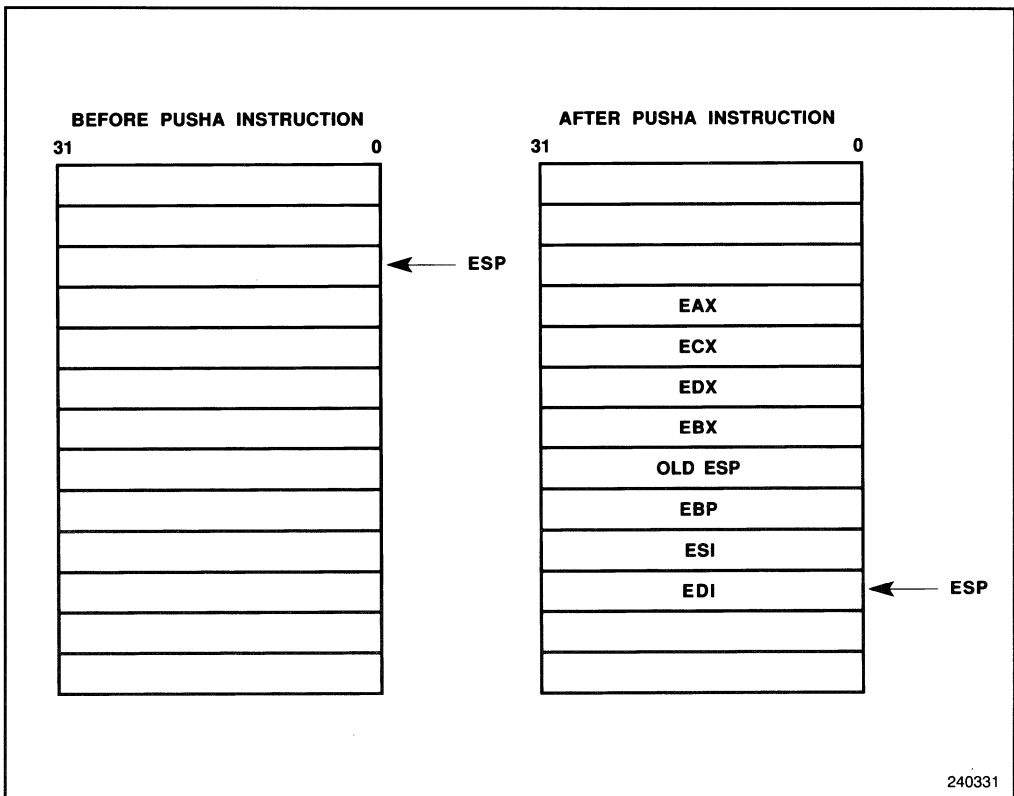 BEFORE PUSHA INSTRUCTION
31 0
ESP
AFTER PUSHA INSTRUCTION
31 0
EAX
ECX
EDX
EBX
OLD ESP
EBP
ESI
EDI
ESP
240331